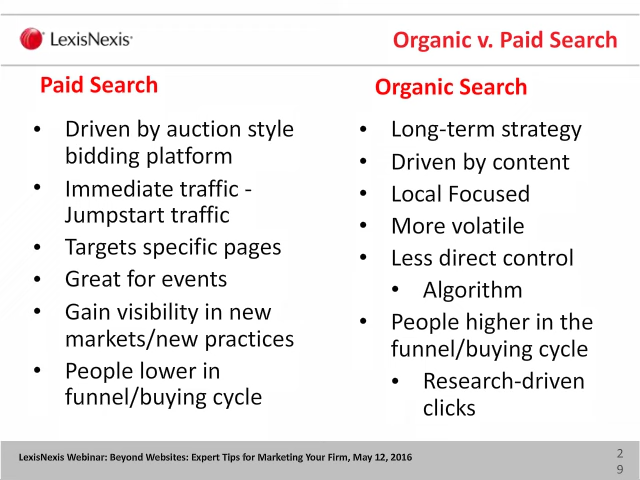 LexisNexis®
Organic v. Paid Search
Paid Search
• Driven by auction style
bidding platform
• Immediate traffic -
Jumpstart traffic
• Targets specific pages
• Great for events
• Gain visibility in new
markets/new practices
• People lower in
funnel/buying cycle
Organic Search
• Long-term strategy
• Driven by content
• Local Focused
• More volatile
• Less direct control
• Algorithm
• People higher in the
funnel/buying cycle
• Research-driven
clicks
LexisNexis Webinar: Beyond Websites: Expert Tips for Marketing Your Firm, May 12, 2016
2
9